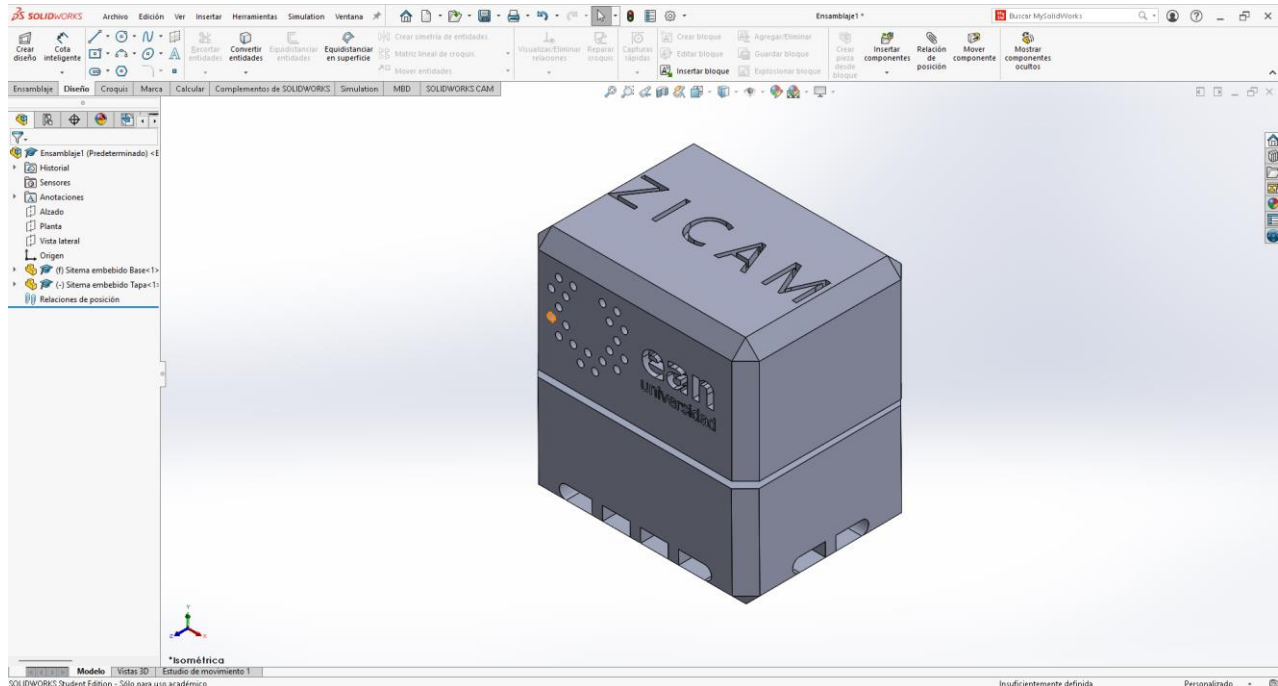 SOLIDWORKS
Archivo Edición Ver Insertar Herramientas Simulation Ventana
Ensamblaje1 *
Buscar MySolidWorks
Crear diseño
Cota inteligente
Recortar entidades
Convertir entidades
Equidistanciar entidades
Equidistanciar en superficie
Crear simetría de entidades
Matriz lineal de croquis
Mover entidades
Visualizar/Eliminar relaciones
Reparar croquis
Capturas rápidas
Crear bloque
Editar bloque
Insertar bloque
Agregar/Eliminar
Guardar bloque
Explosionar bloque
Crear pieza desde bloque
Insertar componentes
Relación de posición
Mover componente
Mostrar componentes ocultos
Ensamblaje Diseño Croquis Marca Calcular Complementos de SOLIDWORKS Simulation MBD SOLIDWORKS CAM
Ensamblaje1 (Predeterminado) <E
Historial
Sensores
Anotaciones
Alzado
Planta
Vista lateral
Origen
(f) Sitema embebido Base<1>
(-) Sitema embebido Tapa<1>
Relaciones de posición
ZICAM
ean
universidad
*Isométrica
Modelo Vistas 3D Estudio de movimiento 1
SOLIDWORKS Student Edition - Sólo para uso académico
Insuficientemente definida
Personalizado